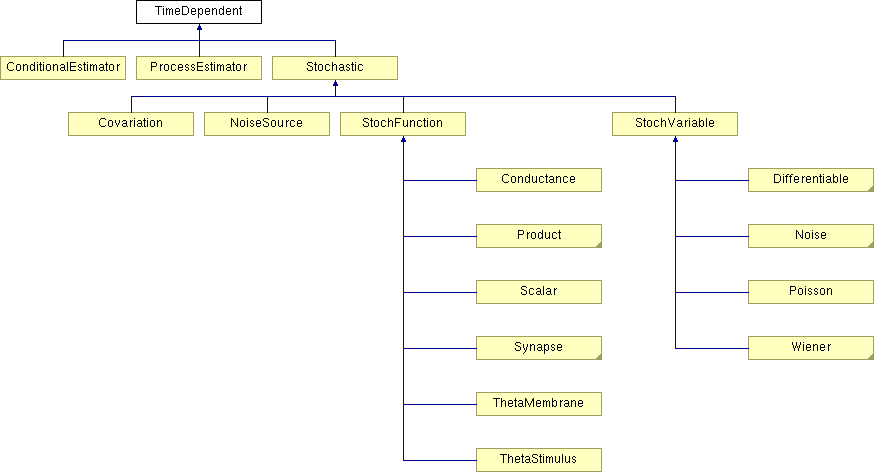 TimeDependent
ConditionalEstimator
ProcessEstimator
Stochastic
Covariation
NoiseSource
StochFunction
StochVariable
Conductance
Differentiable
Product
Noise
Scalar
Poisson
Synapse
Wiener
ThetaMembrane
ThetaStimulus